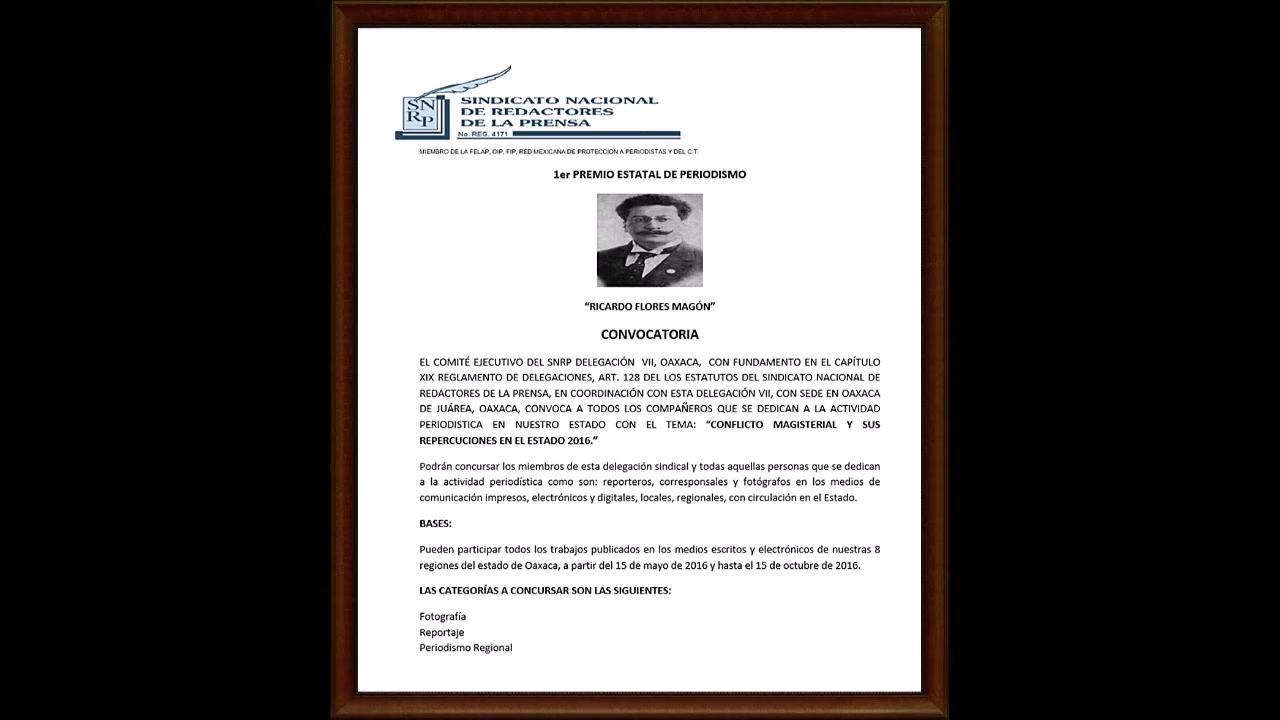 SN
RP
SINDICATO NACIONAL
DE REDACTORES
DE LA PRENSA
No. REG. 4171
MIEMBRO DE LA FELAP, OIP, FIP, RED MEXICANA DE PROTECCION A PERIODISTAS Y DEL C.T.
1er PREMIO ESTATAL DE PERIODISMO
“RICARDO FLORES MAGÓN”
CONVOCATORIA
EL COMITÉ EJECUTIVO DEL SNRP DELEGACIÓN VII, OAXACA, CON FUNDAMENTO EN EL CAPÍTULO
XIX REGLAMENTO DE DELEGACIONES, ART. 128 DEL LOS ESTATUTOS DEL SINDICATO NACIONAL DE
REDACTORES DE LA PRENSA, EN COORDINACIÓN CON ESTA DELEGACIÓN VII, CON SEDE EN OAXACA
DE JUÁREA, OAXACA, CONVOCA A TODOS LOS COMPAÑEROS QUE SE DEDICAN A LA ACTIVIDAD
PERIODISTICA EN NUESTRO ESTADO CON EL TEMA: “CONFLICTO MAGISTERIAL Y SUS
REPERCUCIONES EN EL ESTADO 2016.”
Podrán concursar los miembros de esta delegación sindical y todas aquellas personas que se dedican
a la actividad periodística como son: reporteros, corresponsales y fotógrafos en los medios de
comunicación impresos, electrónicos y digitales, locales, regionales, con circulación en el Estado.
BASES:
Pueden participar todos los trabajos publicados en los medios escritos y electrónicos de nuestras 8
regiones del estado de Oaxaca, a partir del 15 de mayo de 2016 y hasta el 15 de octubre de 2016.
LAS CATEGORÍAS A CONCURSAR SON LAS SIGUIENTES:
Fotografía
Reportaje
Periodismo Regional